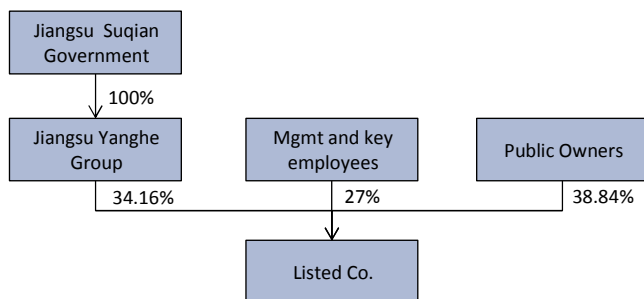 Jiangsu Suqian
Government
100%
Jiangsu Yanghe
Group
Mgmt and key
employees
Public Owners
34.16%
27%
38.84%
Listed Co.